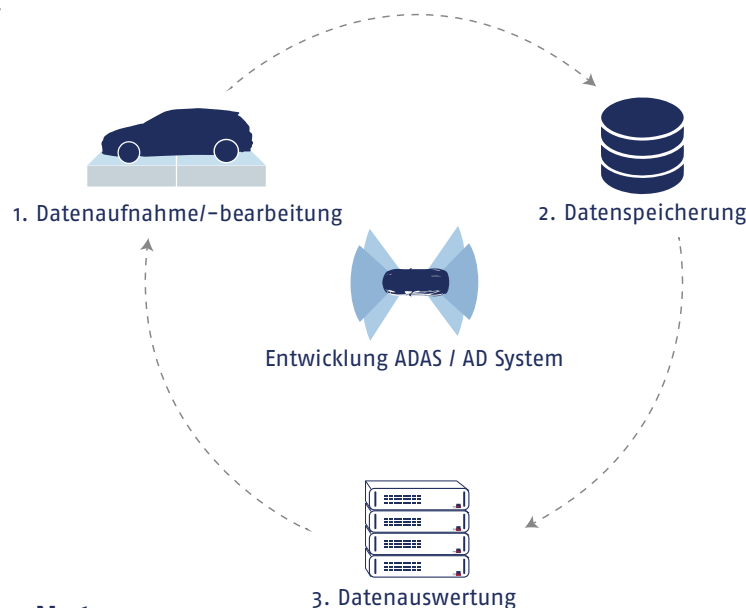 1. Datenaufnahme/-bearbeitung
2. Datenspeicherung
Entwicklung ADAS / AD System
3. Datenauswertung